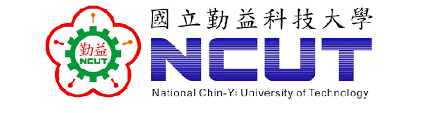 勤益
NCUT
國立勤益科技大學
NCUT
National Chin-Yi University of Technology